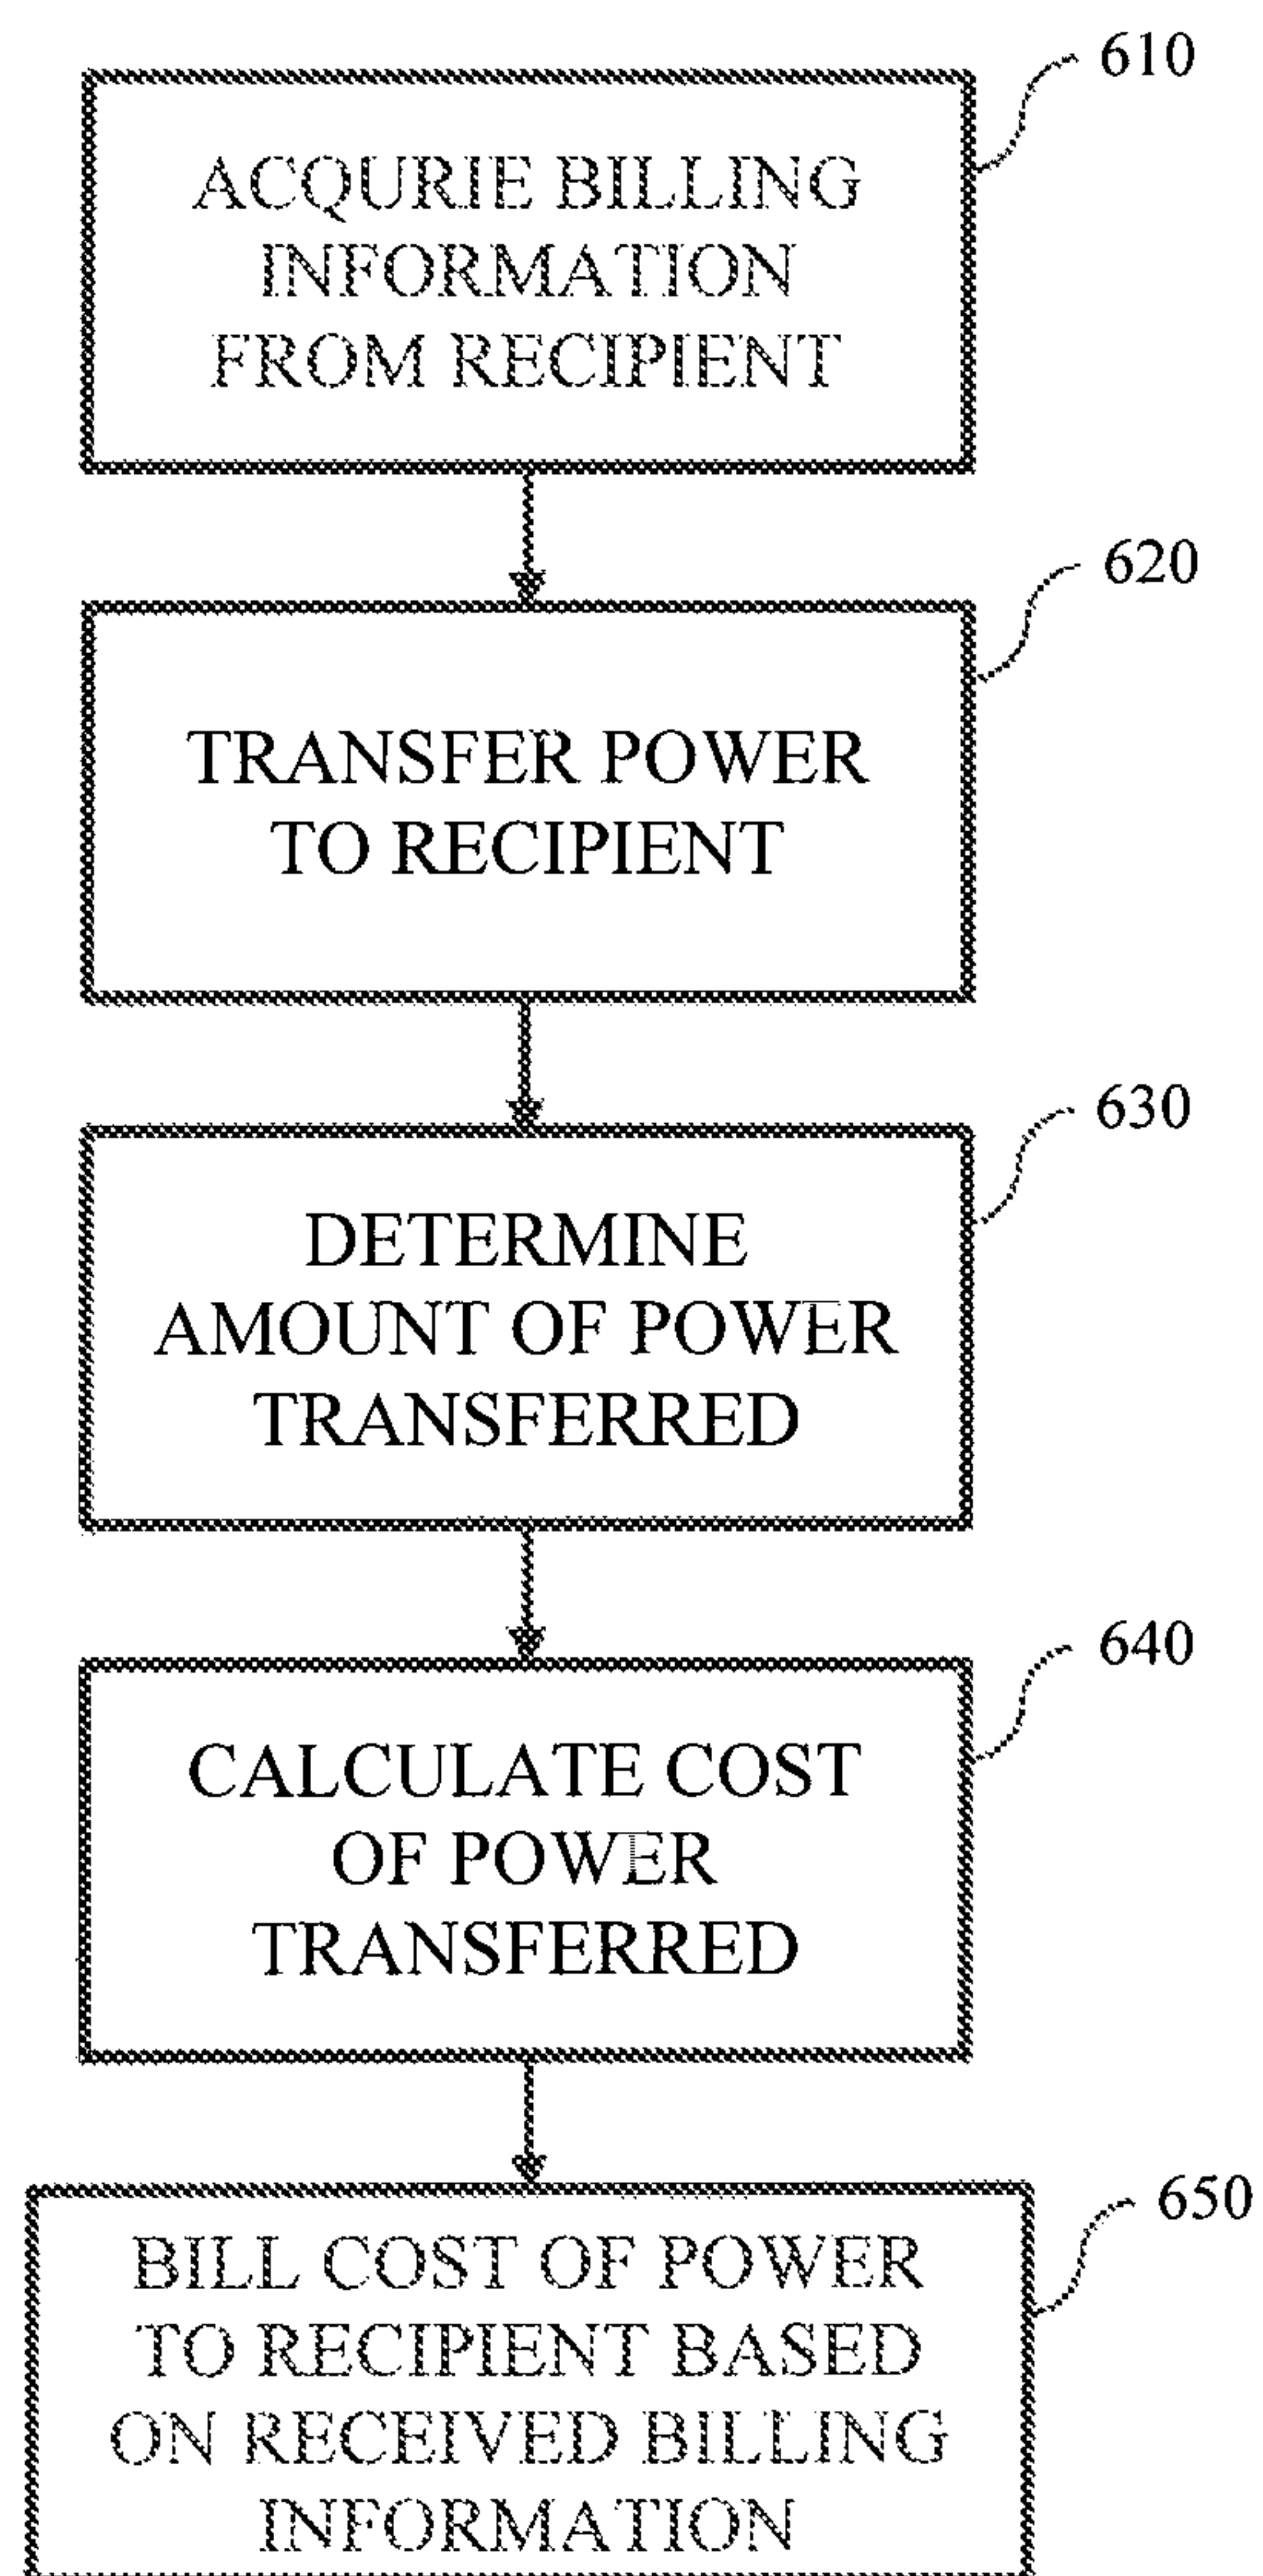 610
ACQURIE BILLING
INFORMATION
FROM RECIPIENT
620
TRANSFER POWER
TO RECIPIENT
630
DETERMINE
AMOUNT OF POWER
TRANSFERRED
640
CALCULATE COST
OF POWER
TRANSFERRED
650
BILL COST OF POWER
TO RECIPIENT BASED
ON RECEIVED BILLING
INFORMATION